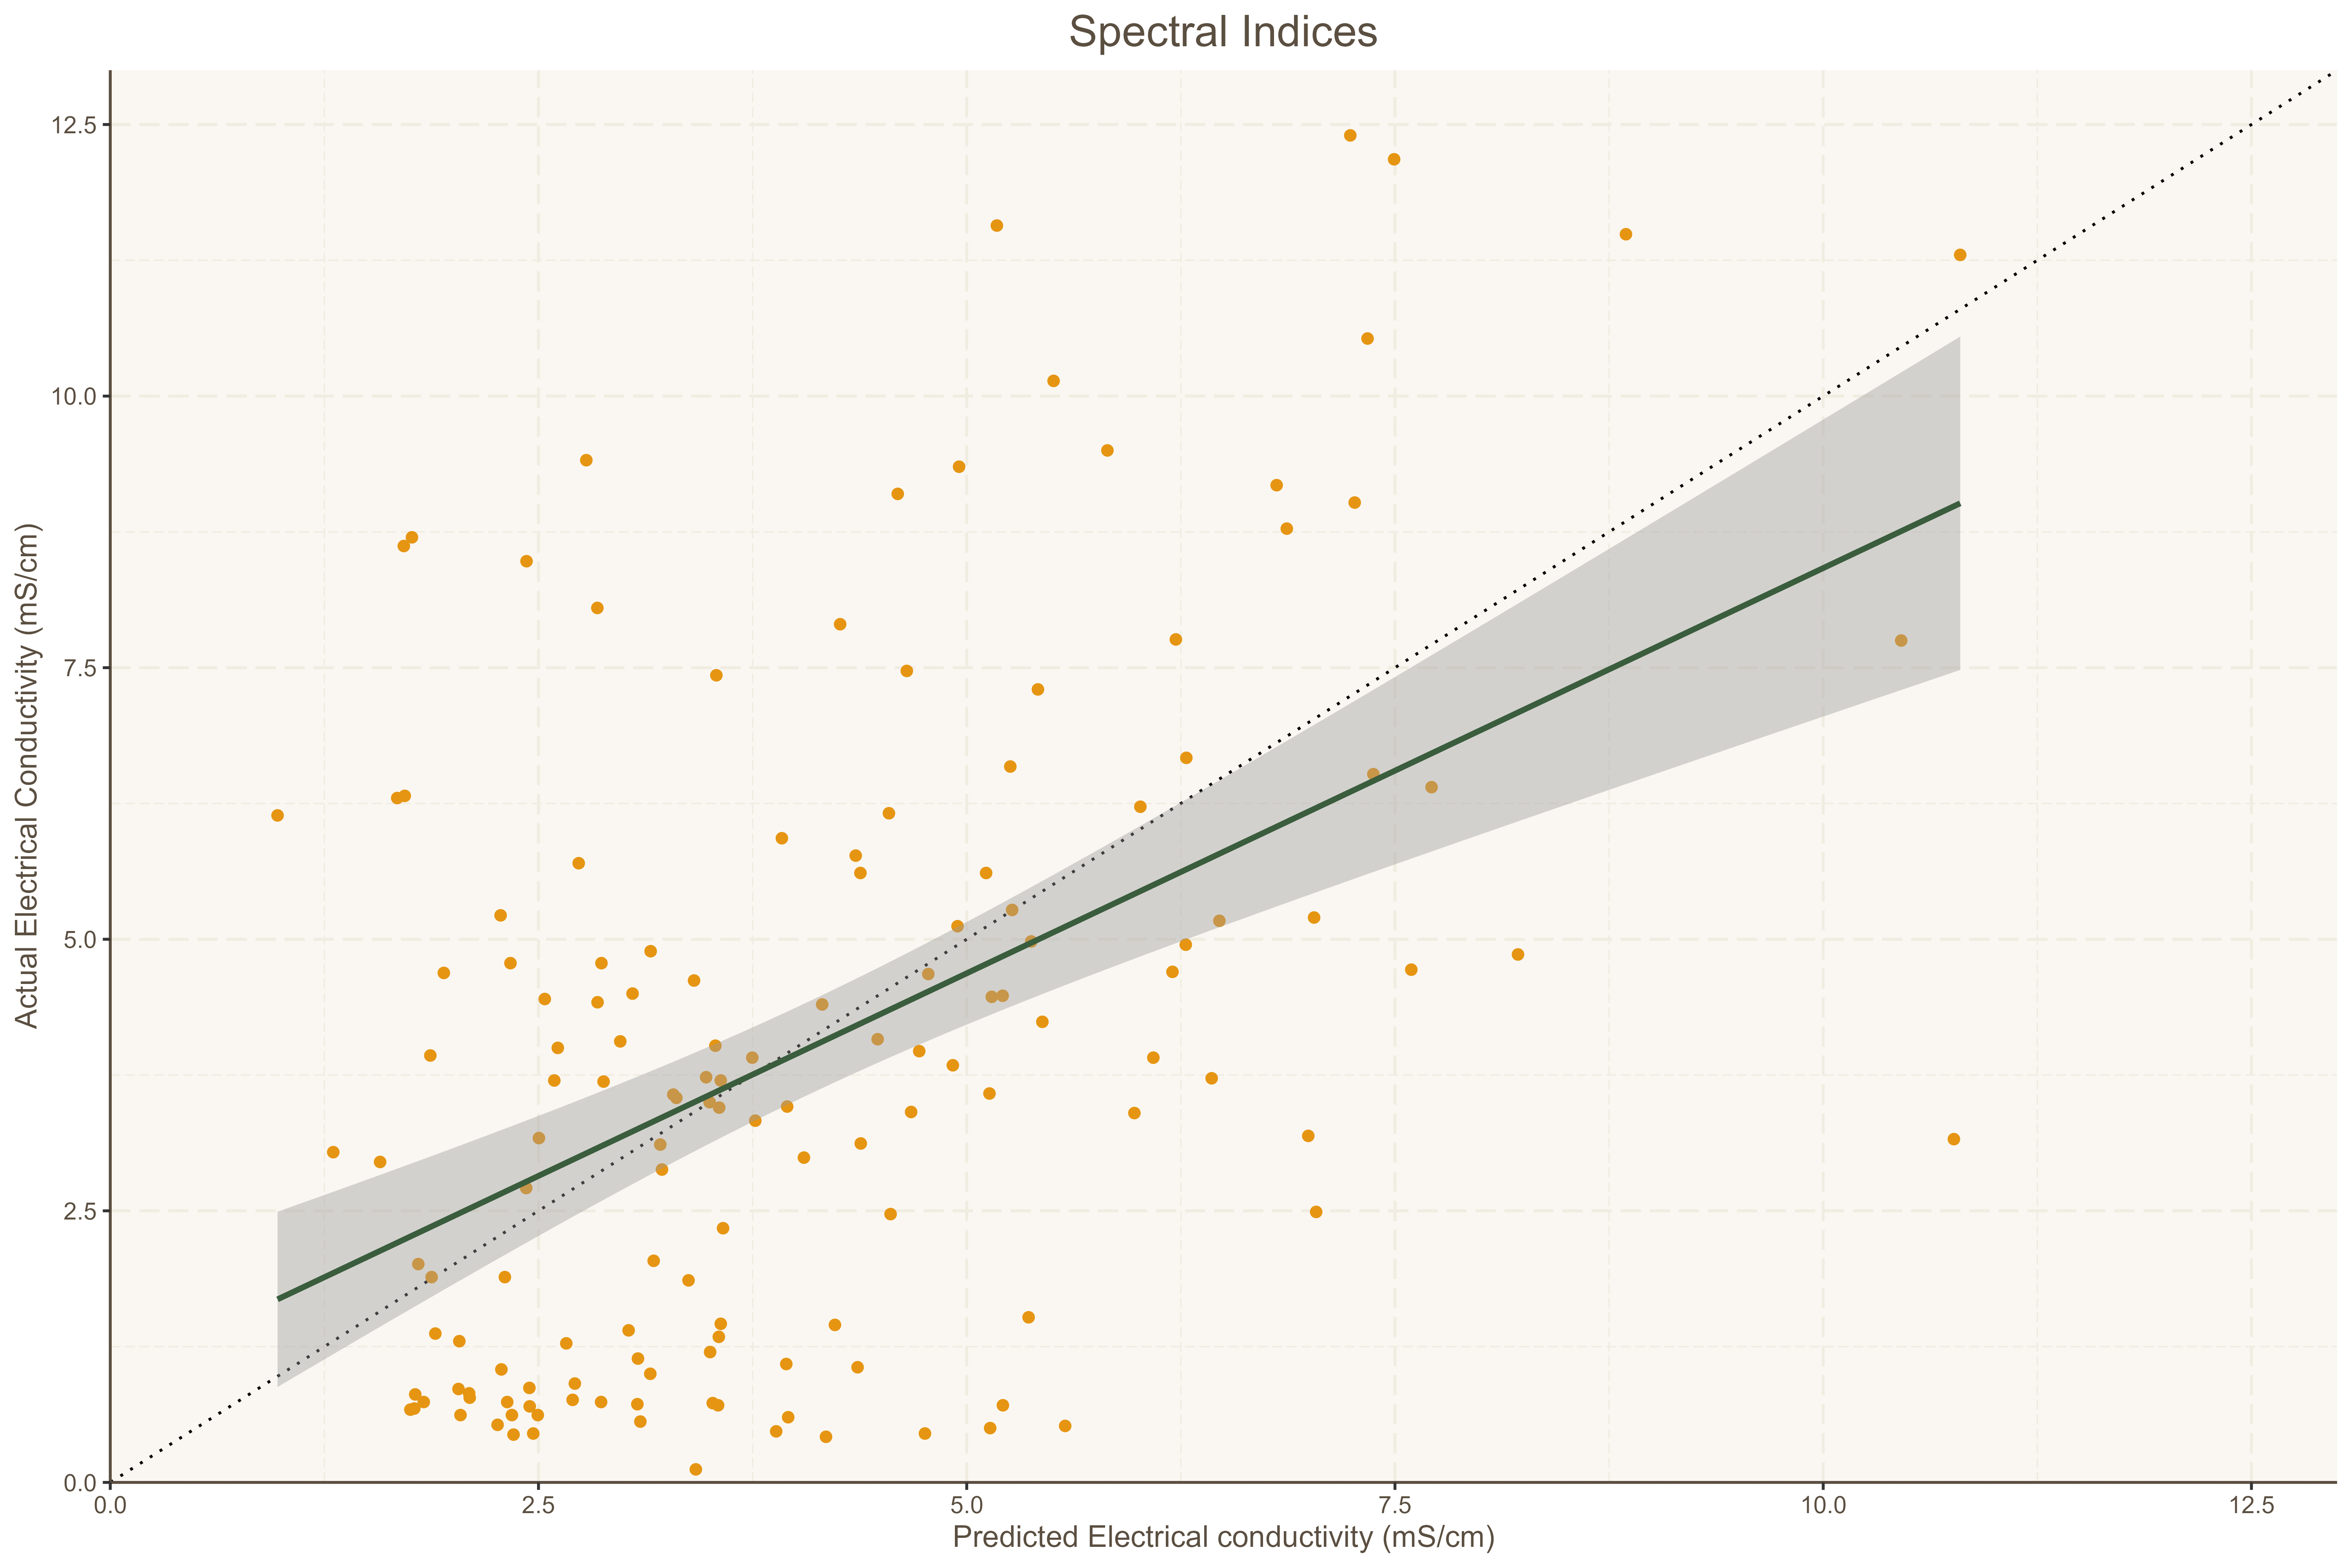 Spectral Indices
Actual Electrical Conductivity (mS/cm)
12.5
10.0
7.5
5.0
2.5
0.0
0.0 2.5 5.0 7.5 10.0 12.5
Predicted Electrical conductivity (mS/cm)